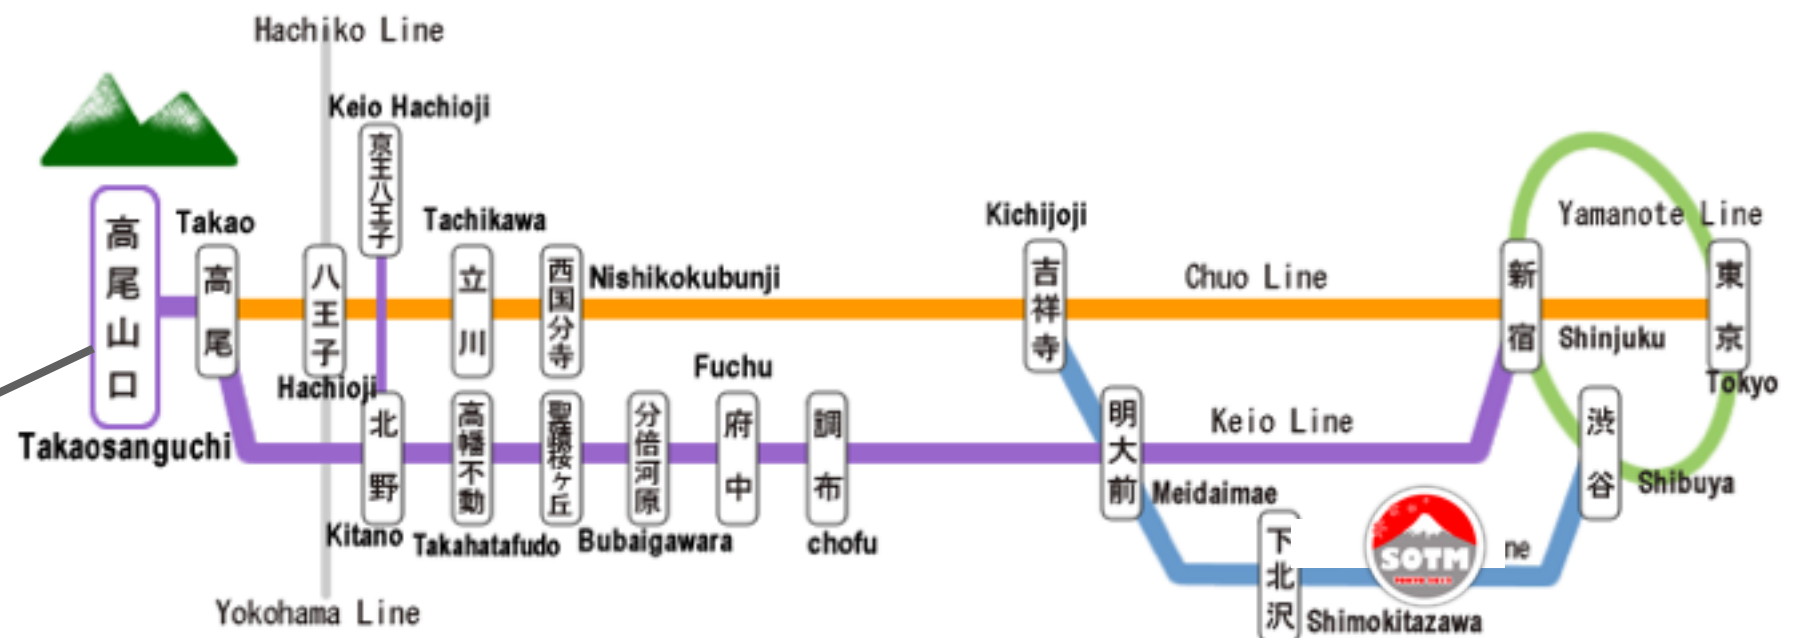 Hachiko Line
Keio Hachioji
京王八王子
高尾山口
Takaosanguchi
Takao
高尾
八王子
Hachioji
Tachikawa
立川
西国分寺
Nishikokubunji
Kichijoji
吉祥寺
Chuo Line
新宿
Shinjuku
Yamanote Line
東京
Tokyo
北野
Kitano
高幡不動
Takahatafudo
聖蹟桜ヶ丘
分倍河原
Bubaigawara
Fuchu
府中
調布
chofu
明大前
Meidaimae
Keio Line
渋谷
Shibuya
下北沢
Shimokitazawa
SOTM
ne
Yokohama Line